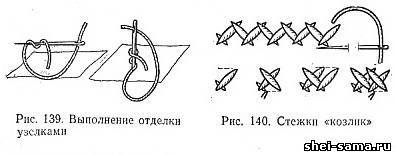 Рис. 139. Выполнение отделки
узелками
Рис. 140. Стежки «козлик»
shei-sama.ru